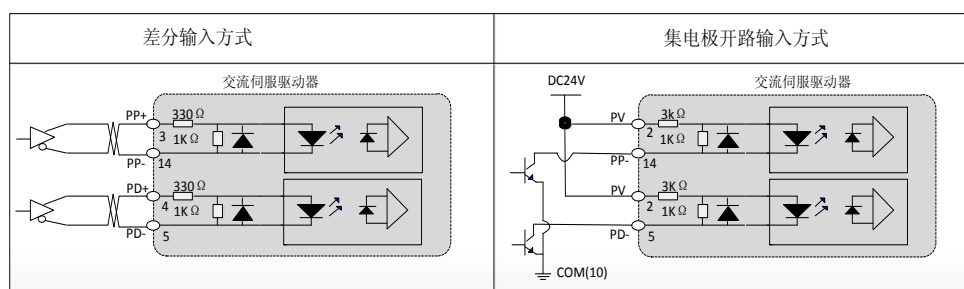 差分输入方式
集电极开路输入方式
交流伺服驱动器
PP+
330Ω
3
1KΩ
PP-
14
PD+
330Ω
4
1KΩ
PD-
5
DC24V
交流伺服驱动器
PV
3kΩ
2
1KΩ
PP-
14
PV
3KΩ
2
1KΩ
PD-
5
COM(10)